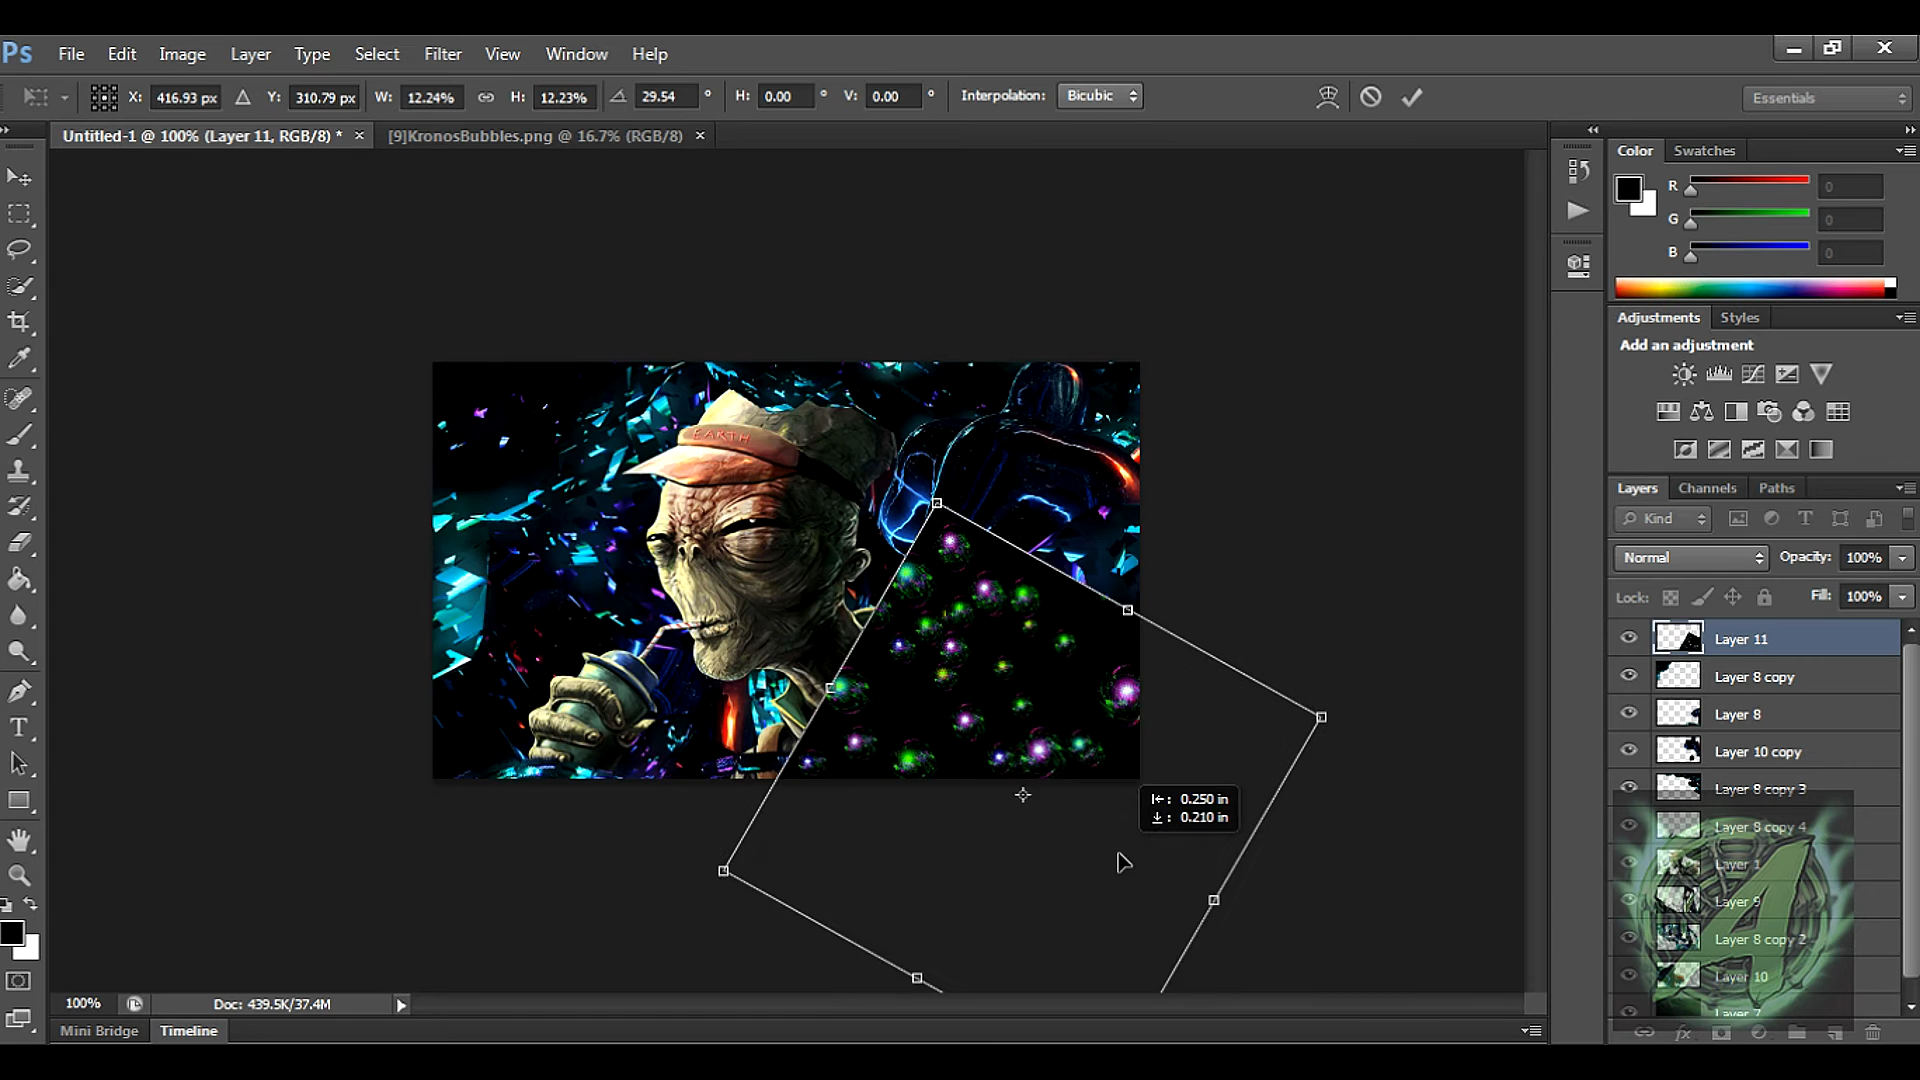 Ps File Edit Image Layer Type Select Filter View Window Help
X: 416.93 px Y: 310.79 px W: 12.24% H: 12.23% 29.54 ° H: 0.00 ° V: 0.00 ° Interpolation: Bicubic Essentials
Untitled-1 @ 100% (Layer 11, RGB/8) * × [9]KronosBubbles.png @ 16.7% (RGB/8) ×
Color Swatches
R 0
G 0
B 0
Adjustments Styles
Add an adjustment
EARTH
Layers Channels Paths
Kind
Normal Opacity: 100%
Lock: Fill: 100%
Layer 11
Layer 8 copy
Layer 8
Layer 10 copy
Layer 8 copy 3
Layer 8 copy 4
Layer 1
Layer 9
Layer 8 copy 2
Layer 10
Layer 7
0.250 in
0.210 in
A
T
100% Doc: 439.5K/37.4M
Mini Bridge Timeline